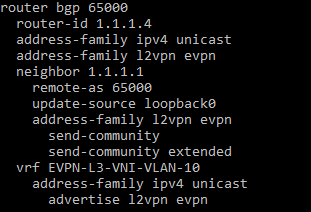 router bgp 65000
  router-id 1.1.1.4
  address-family ipv4 unicast
  address-family l2vpn evpn
  neighbor 1.1.1.1
    remote-as 65000
    update-source loopback0
    address-family l2vpn evpn
      send-community
      send-community extended
  vrf EVPN-L3-VNI-VLAN-10
    address-family ipv4 unicast
      advertise l2vpn evpn